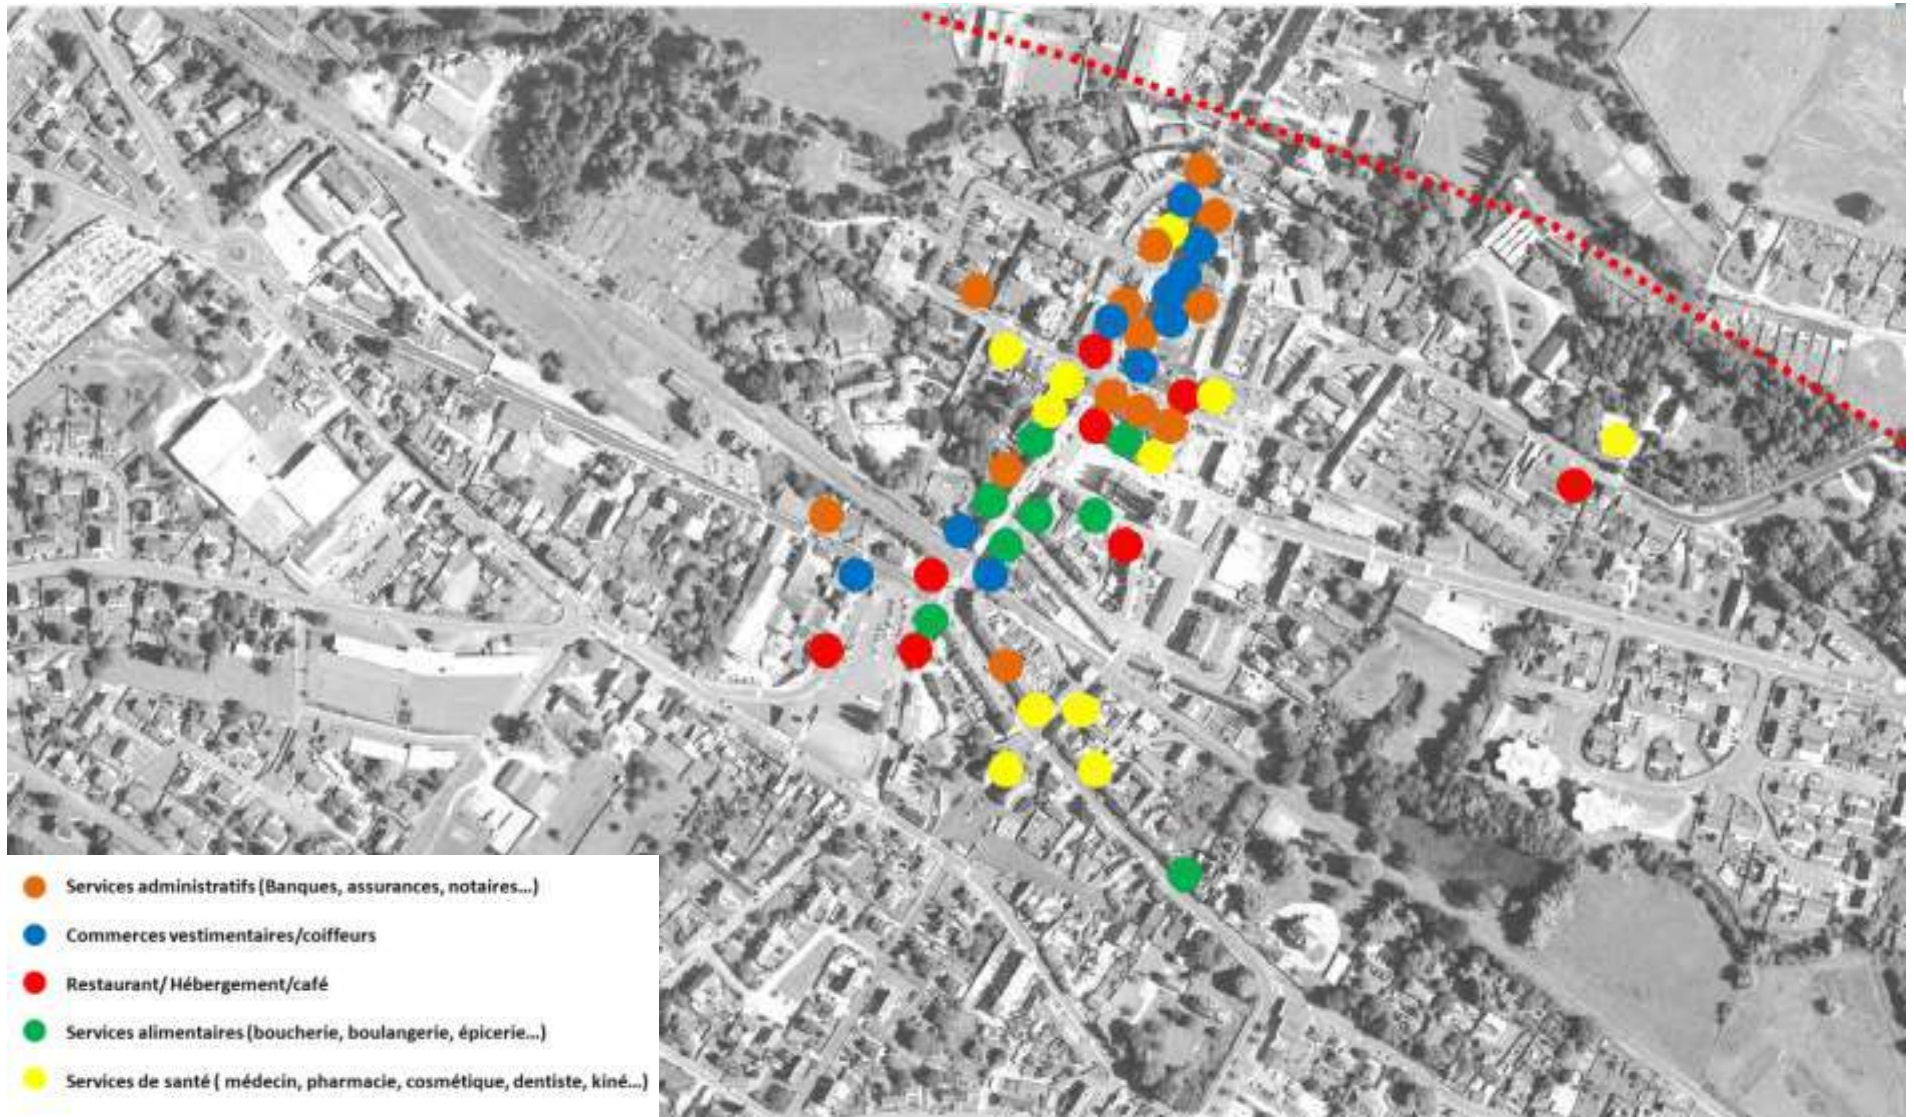 Services administratifs (Banques, assurances, notaires...)
Commerces vestimentaires/coiffeurs
Restaurant/ Hébergement/café
Services alimentaires (boucherie, boulangerie, épicerie...)
Services de santé ( médecin, pharmacie, cosmétique, dentiste, kiné...)